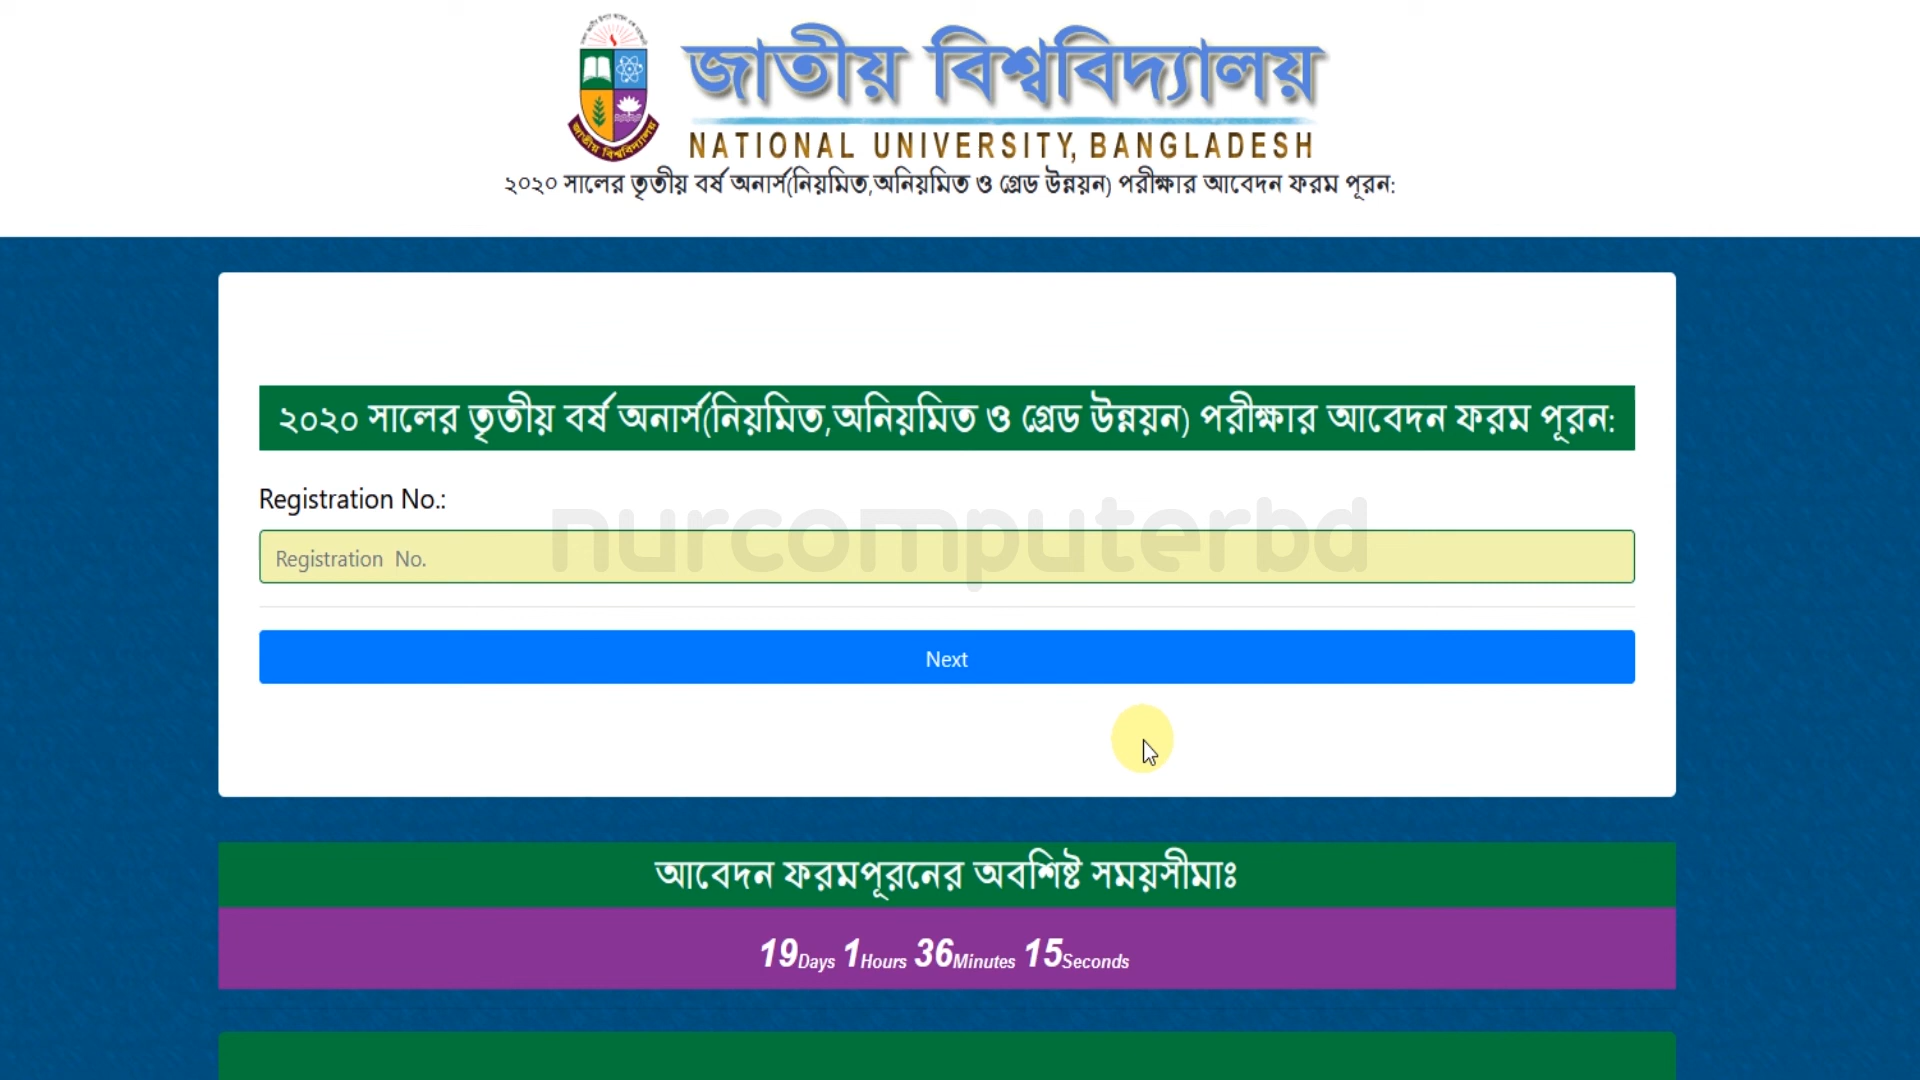 জাতীয় বিশ্ববিদ্যালয়
NATIONAL UNIVERSITY, BANGLADESH
জাতীয় বিশ্ববিদ্যালয়
২০২০ সালের তৃতীয় বর্ষ অনার্স(নিয়মিত,অনিয়মিত ও গ্রেড উন্নয়ন) পরীক্ষার আবেদন ফরম পূরন:
২০২০ সালের তৃতীয় বর্ষ অনার্স(নিয়মিত,অনিয়মিত ও গ্রেড উন্নয়ন) পরীক্ষার আবেদন ফরম পূরন:
Registration No.:
nurcomputerbd
Registration No.
Next
আবেদন ফরমপূরনের অবশিষ্ট সময়সীমাঃ
19Days 1Hours 36Minutes 15Seconds